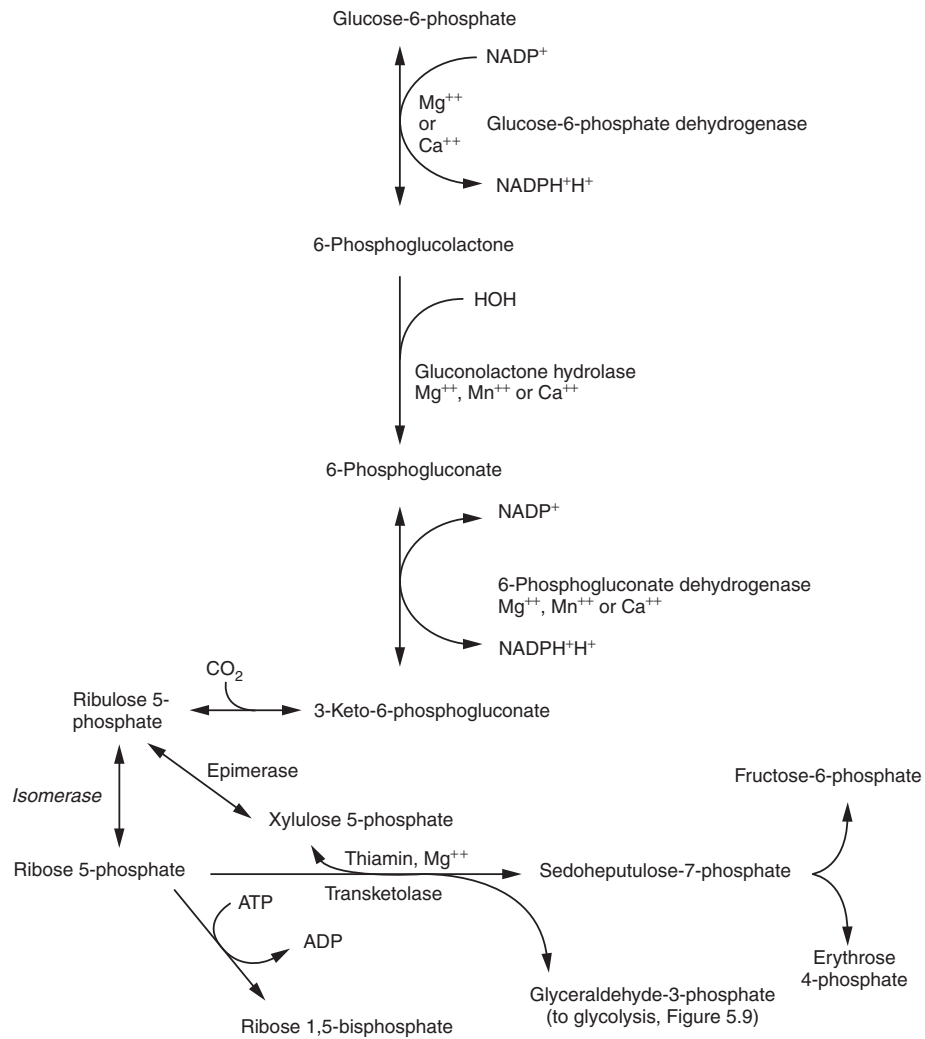 Glucose-6-phosphate
NADP⁺
Mg⁺⁺
or
Ca⁺⁺
Glucose-6-phosphate dehydrogenase
NADPH⁺H⁺
6-Phosphoglucolactone
HOH
Gluconolactone hydrolase
Mg⁺⁺, Mn⁺⁺ or Ca⁺⁺
6-Phosphogluconate
NADP⁺
6-Phosphogluconate dehydrogenase
Mg⁺⁺, Mn⁺⁺ or Ca⁺⁺
NADPH⁺H⁺
CO₂
Ribulose 5-
phosphate
3-Keto-6-phosphogluconate
Epimerase
Isomerase
Xylulose 5-phosphate
Fructose-6-phosphate
Ribose 5-phosphate
Thiamin, Mg⁺⁺
Transketolase
Sedoheputulose-7-phosphate
ATP
ADP
Erythrose
4-phosphate
Glyceraldehyde-3-phosphate
(to glycolysis, Figure 5.9)
Ribose 1,5-bisphosphate